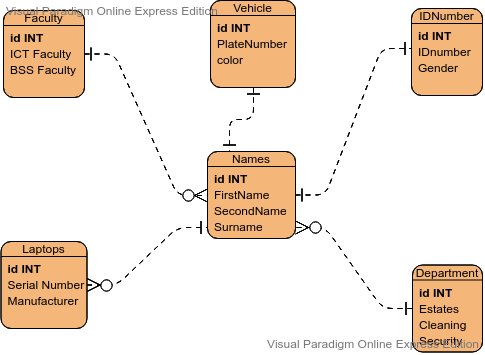 Visual Paradigm Online Express Edition
Faculty
id INT
ICT Faculty
BSS Faculty
Vehicle
id INT
PlateNumber
color
IDNumber
id INT
IDnumber
Gender
Names
id INT
FirstName
SecondName
Surname
Laptops
id INT
Serial Number
Manufacturer
Department
id INT
Estates
Cleaning
Security
Visual Paradigm Online Express Edition